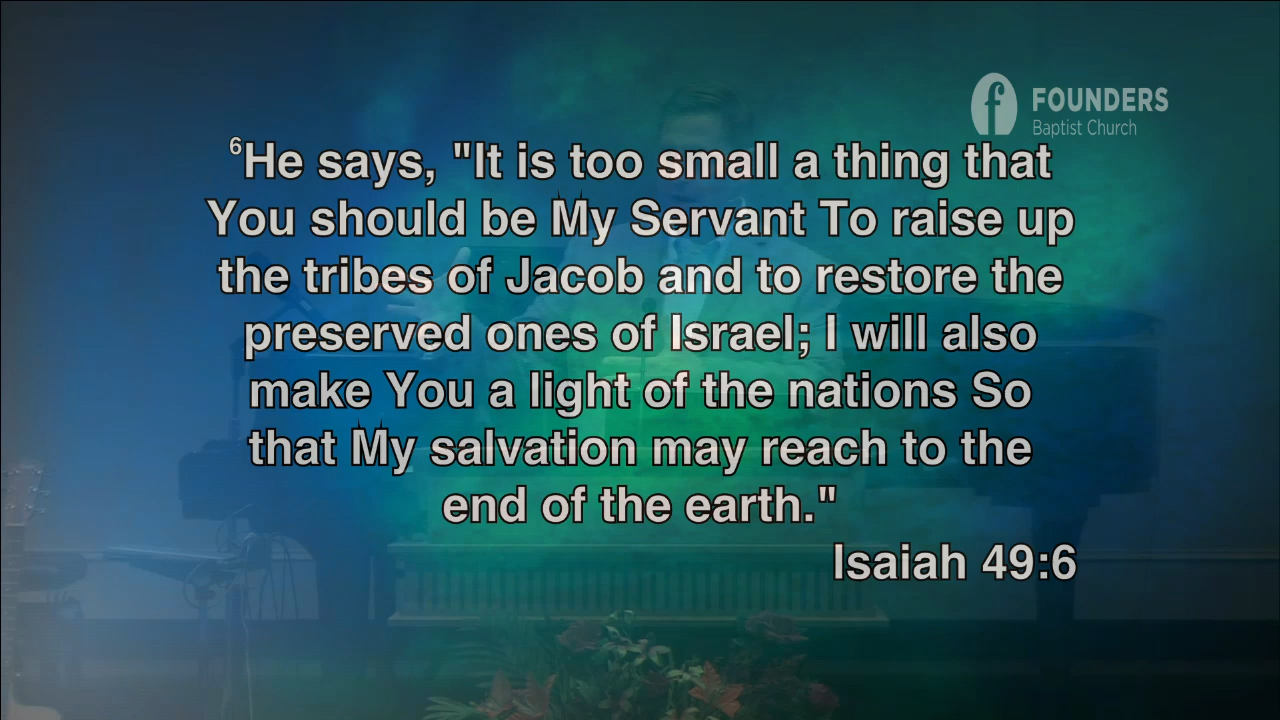 FOUNDERS
Baptist Church
6He says, "It is too small a thing that
You should be My Servant To raise up
the tribes of Jacob and to restore the
preserved ones of Israel; I will also
make You a light of the nations So
that My salvation may reach to the
end of the earth."
Isaiah 49:6